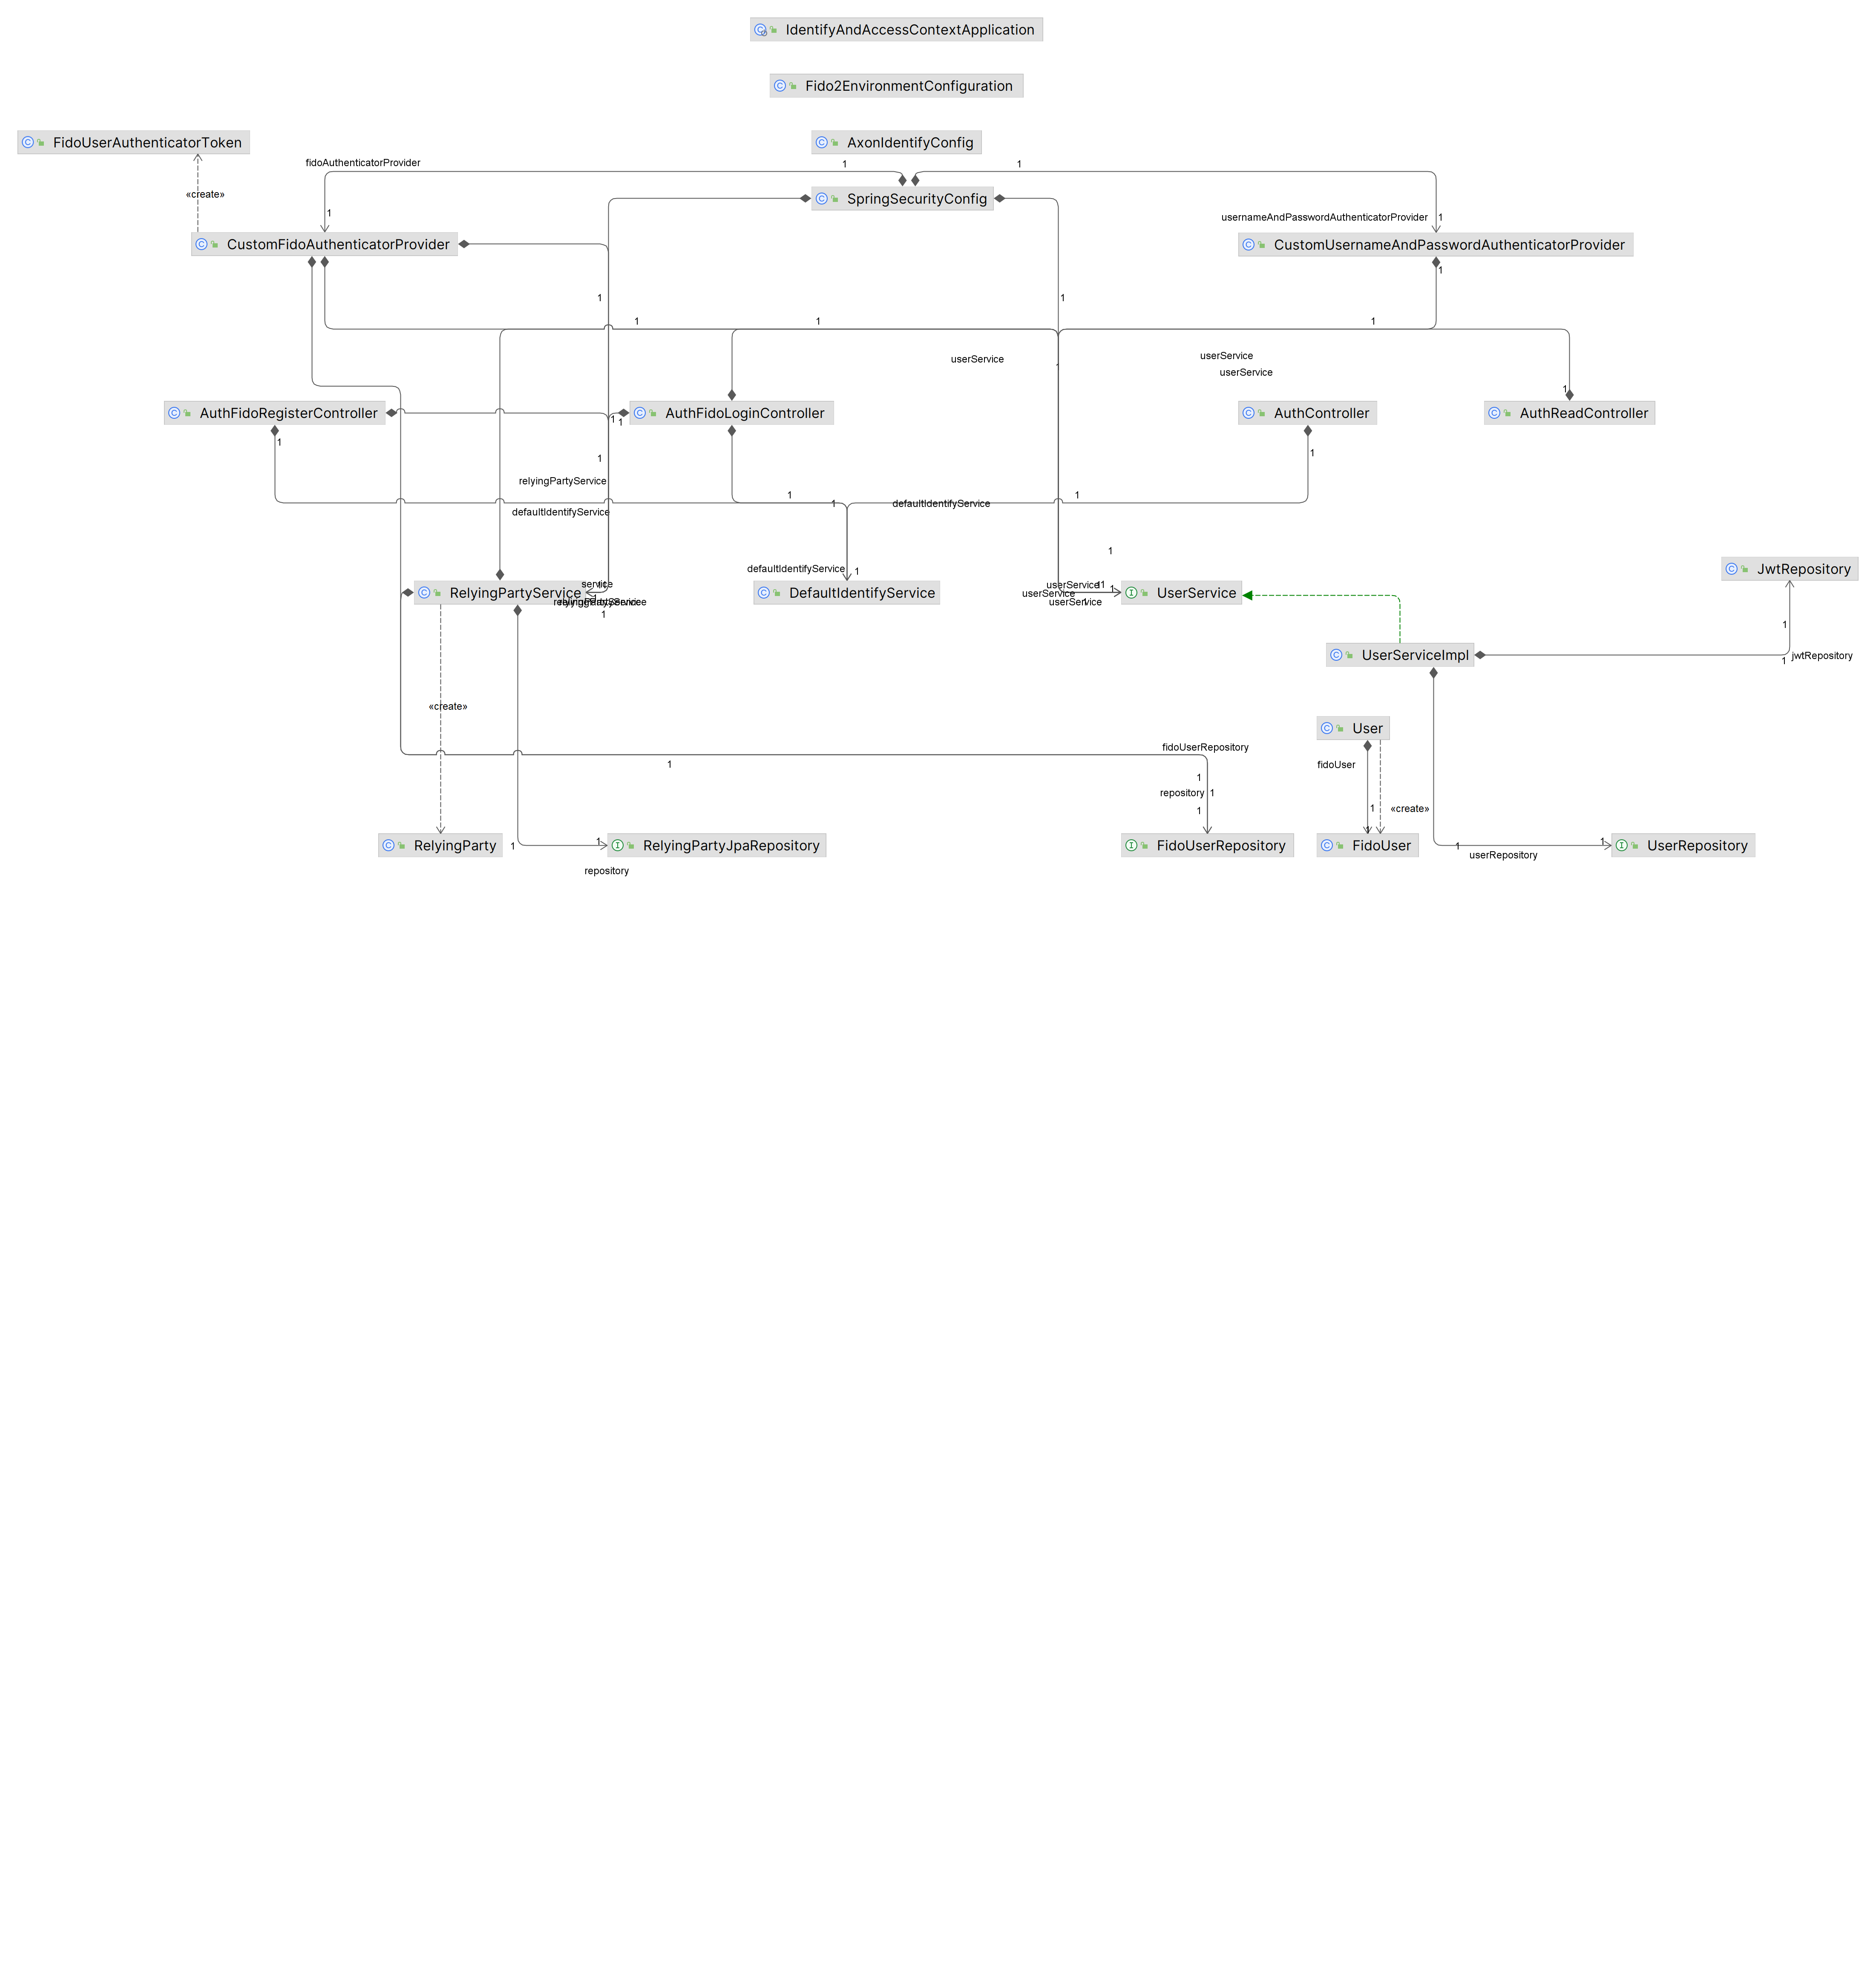 IdentifyAndAccessContextApplication
Fido2EnvironmentConfiguration
FidoUserAuthenticatorToken
AxonIdentifyConfig
fidoAuthenticatorProvider
1
1
«create»
SpringSecurityConfig
1
usernameAndPasswordAuthenticatorProvider
1
CustomFidoAuthenticatorProvider
CustomUsernameAndPasswordAuthenticatorProvider
1
1
1
1
1
1
userService
userService
userService
1
AuthFidoRegisterController
AuthFidoLoginController
AuthController
AuthReadController
1
1
1
1
1
relyingPartyService
1
1
1
defaultIdentifyService
defaultIdentifyService
1
defaultIdentifyService
1
JwtRepository
service
userService
RelyingPartyService
DefaultIdentifyService
userService
1
UserService
relyingPartyService
userService
1
1
UserServiceImpl
1
jwtRepository
«create»
User
fidoUserRepository
1
fidoUser
1
repository
1
1
1
«create»
RelyingParty
1
1
RelyingPartyJpaRepository
FidoUserRepository
FidoUser
1
userRepository
1
UserRepository
repository